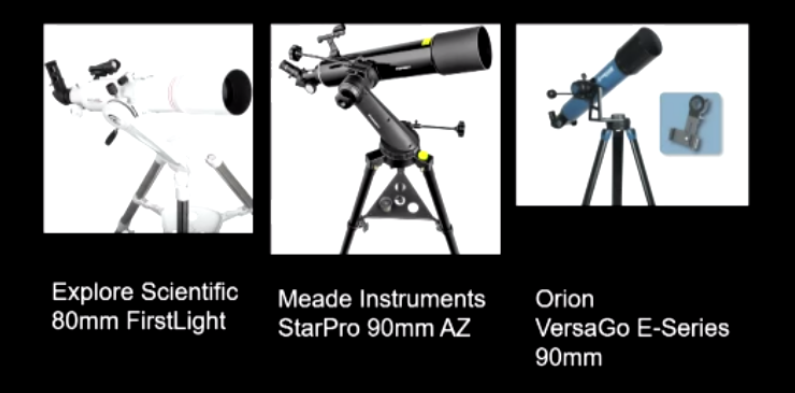 Explore Scientific
80mm FirstLight
Meade Instruments
StarPro 90mm AZ
Orion
VersaGo E-Series
90mm